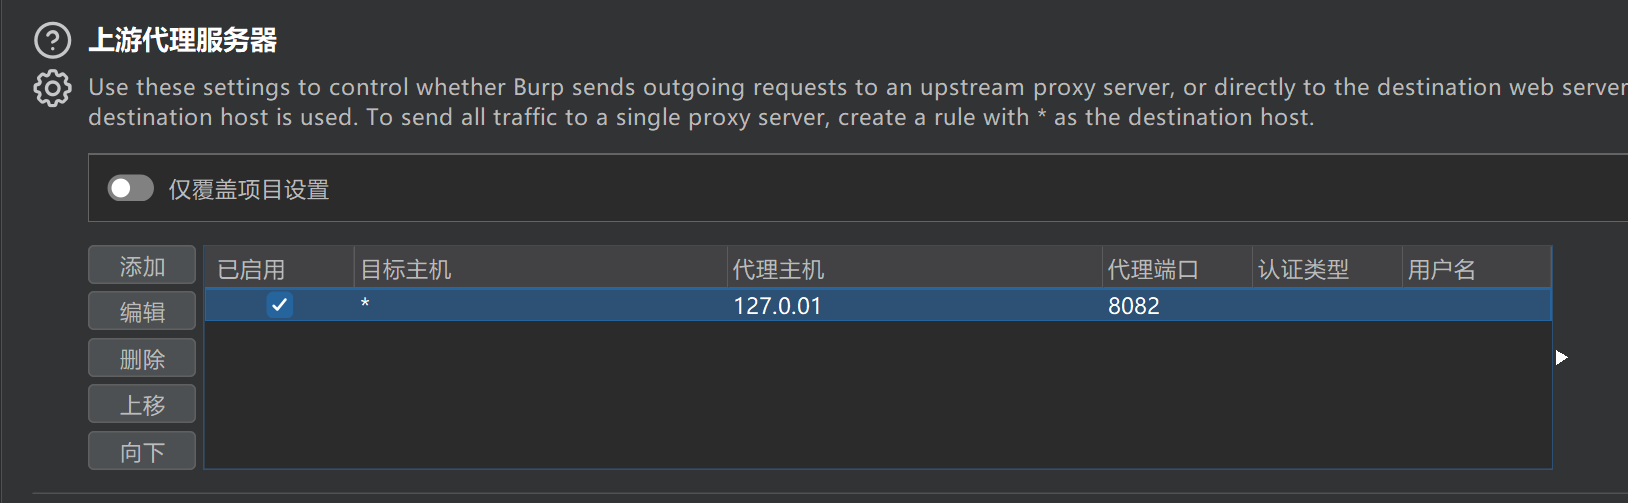 上游代理服务器
Use these settings to control whether Burp sends outgoing requests to an upstream proxy server, or directly to the destination web server
destination host is used. To send all traffic to a single proxy server, create a rule with * as the destination host.
仅覆盖项目设置
添加
编辑
删除
上移
向下
已启用 目标主机 代理主机 代理端口 认证类型 用户名
* 127.0.01 8082